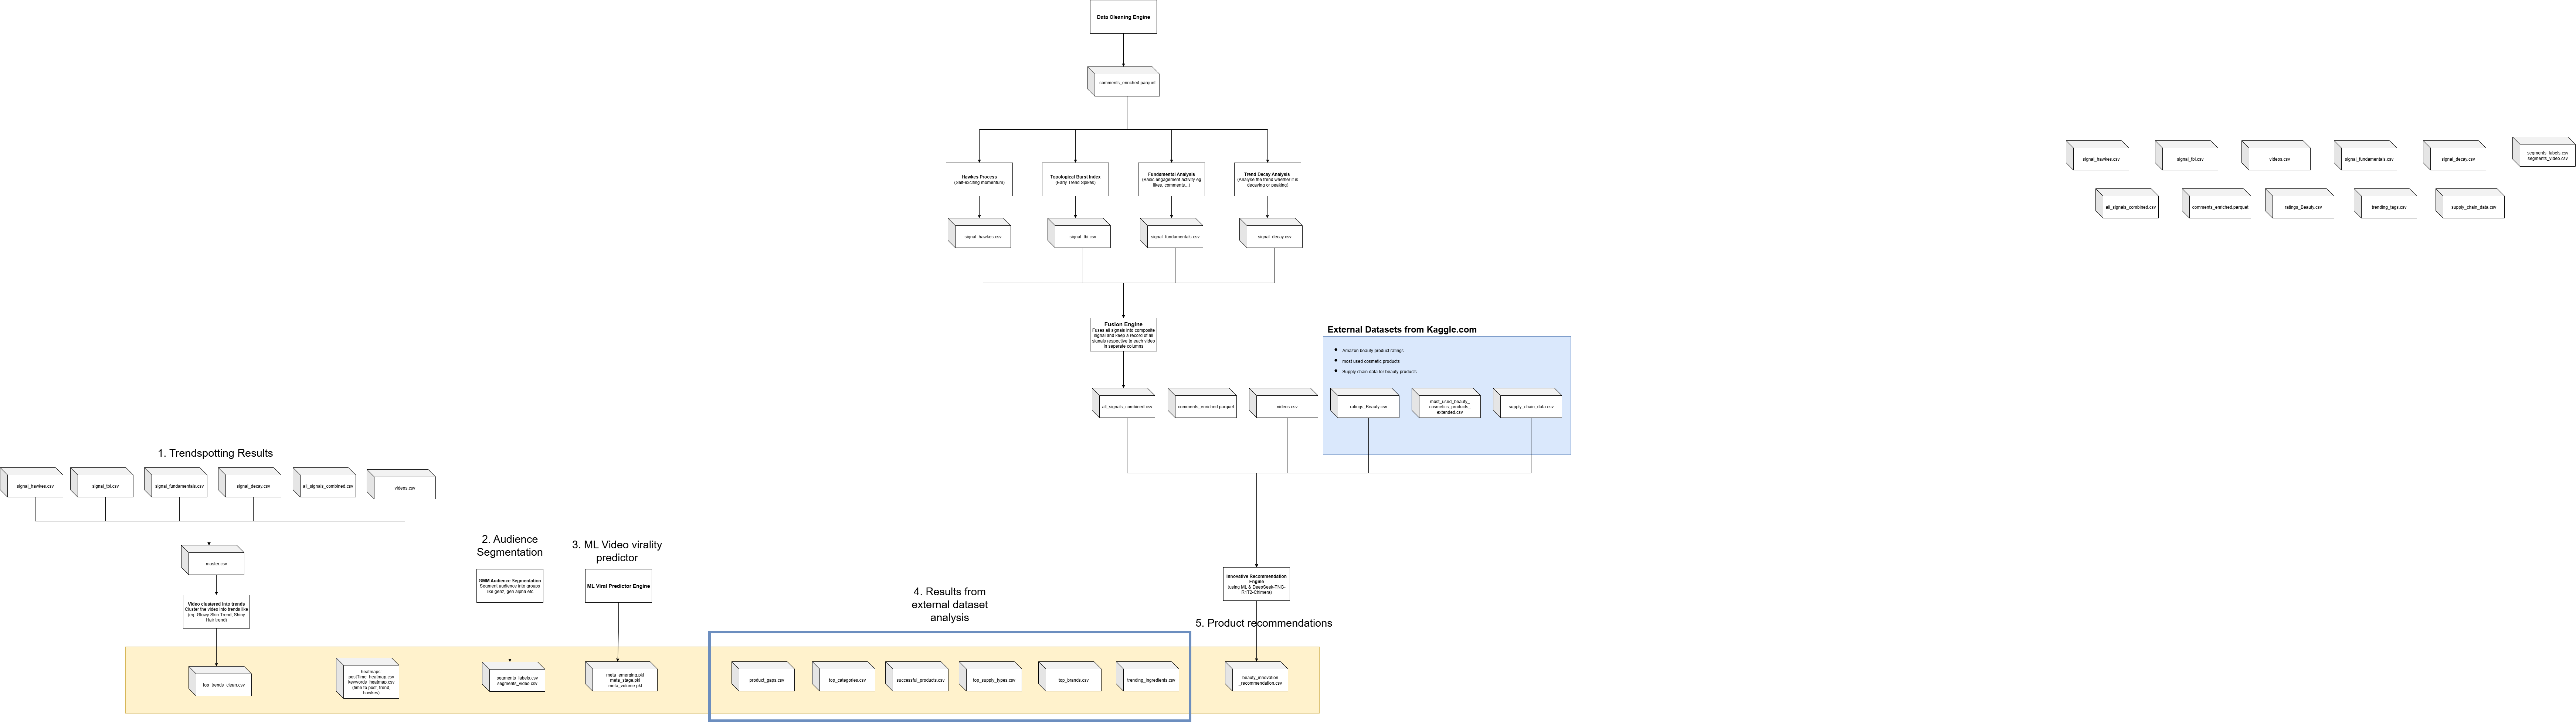 Data Cleaning Engine
comments_enriched.parquet
Hawkes Process
(Self-exciting momentum)
Topological Burst Index
(Early Trend Spikes)
Fundamental Analysis
(Basic engagement activity eg
likes, comments...)
Trend Decay Analysis
(Analyse the trend whether it is
decaying or peaking)
signal_hawkes.csv
signal_tbi.csv
signal_fundamentals.csv
signal_decay.csv
signal_hawkes.csv
signal_tbi.csv
videos.csv
signal_fundamentals.csv
signal_decay.csv
segments_labels.csv
segments_video.csv
all_signals_combined.csv
comments_enriched.parquet
ratings_Beauty.csv
trending_tags.csv
supply_chain_data.csv
Fusion Engine
Fuses all signals into composite
signal and keep a record of all
signals respective to each video
in seperate columns
External Datasets from Kaggle.com
Amazon beauty product ratings
most used cosmetic products
Supply chain data for beauty products
all_signals_combined.csv
comments_enriched.parquet
videos.csv
ratings_Beauty.csv
most_used_beauty_
cosmetics_products_
extended.csv
supply_chain_data.csv
1. Trendspotting Results
signal_hawkes.csv
signal_tbi.csv
signal_fundamentals.csv
signal_decay.csv
all_signals_combined.csv
videos.csv
master.csv
Video clustered into trends
Cluster the video into trends like
(eg. Glowy Skin Trend, Shiny
Hair trend)
2. Audience
Segmentation
GMM Audience Segmentation
Segment audience into groups
like genz, gen alpha etc
3. ML Video virality
predictor
ML Viral Predictor Engine
4. Results from
external dataset
analysis
Innovative Recommendation
Engine
(using ML & DeepSeek-TNG-
R1T2-Chimera)
5. Product recommendations
top_trends_clean.csv
heatmaps:
postTime_heatmap.csv
keywords_heatmap.csv
(time to post, trend,
hawkes)
segments_labels.csv
segments_video.csv
meta_emerging.pkl
meta_stage.pkl
meta_volume.pkl
product_gaps.csv
top_categories.csv
successful_products.csv
top_supply_types.csv
top_brands.csv
trending_ingredients.csv
beauty_innovation
_recommendation.csv